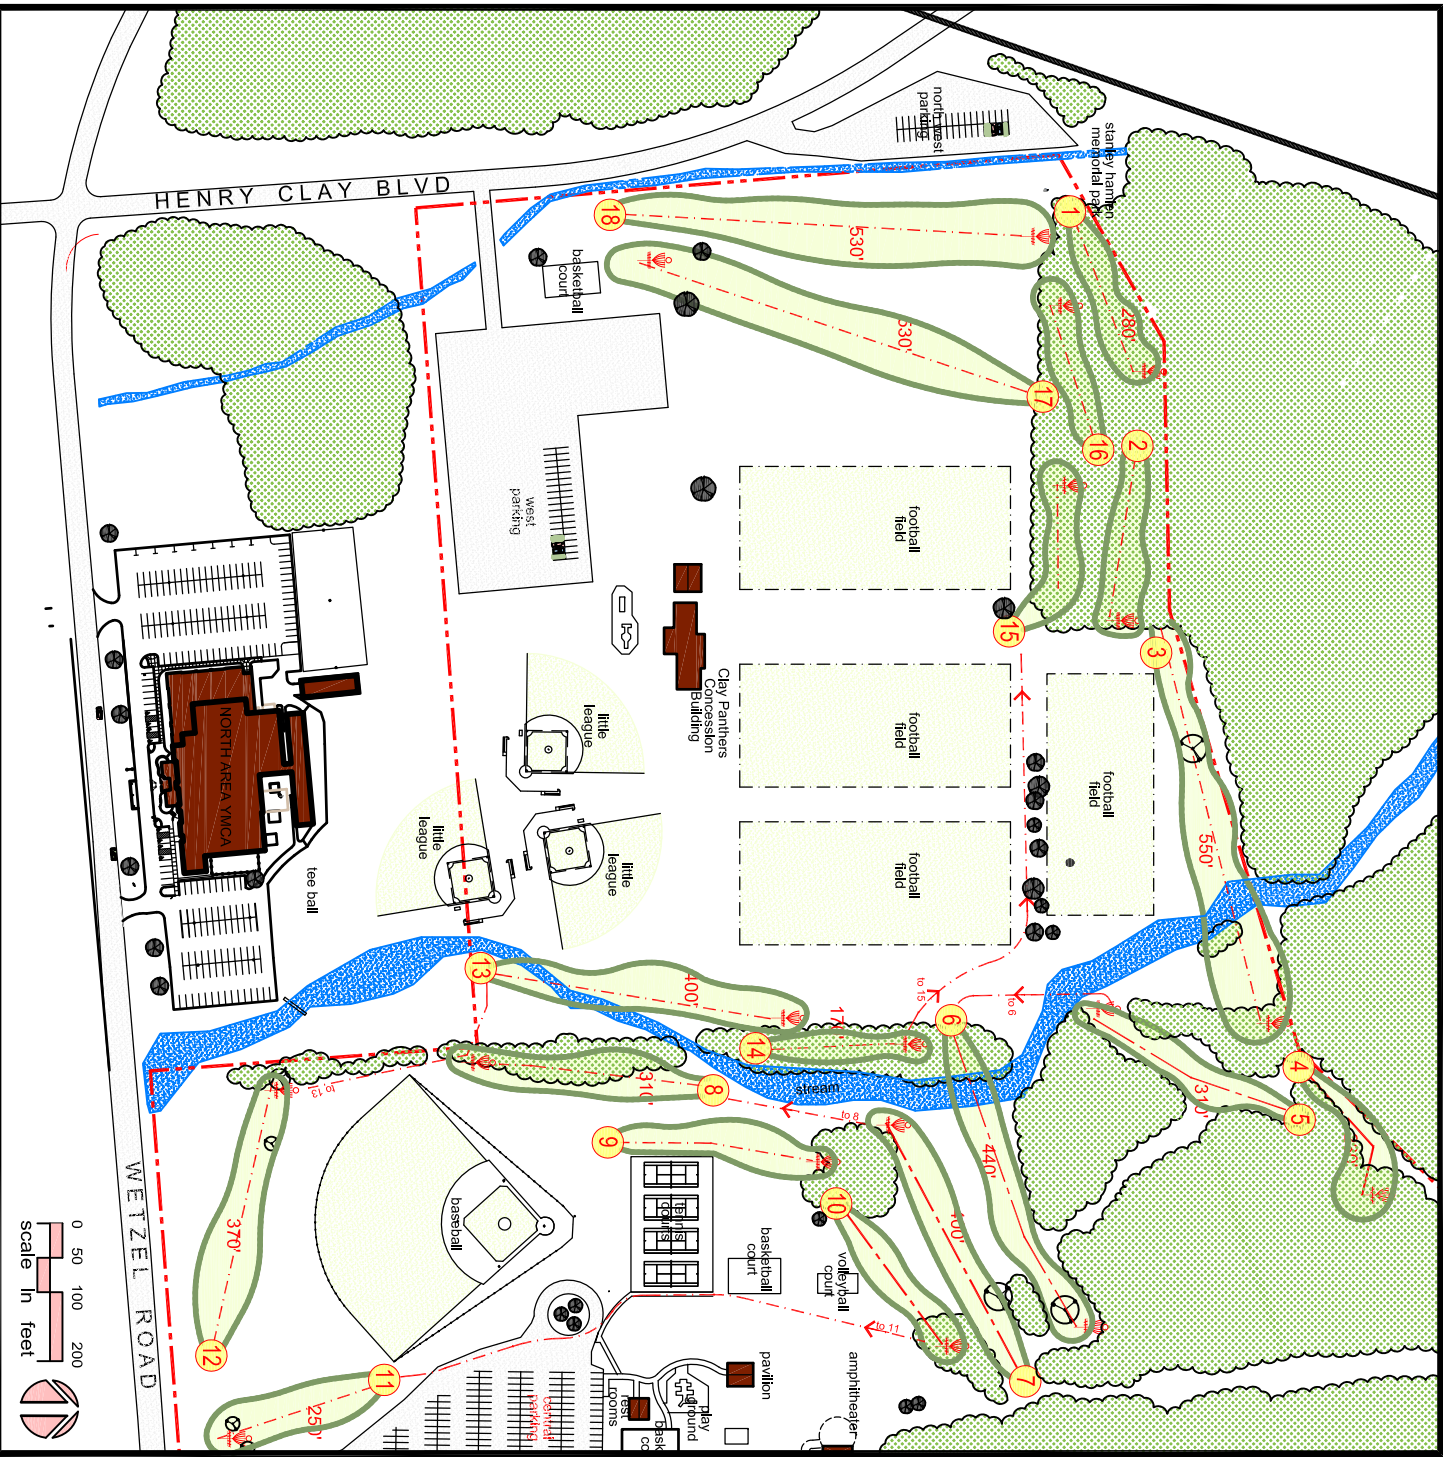 HENRY CLAY BLVD
WETZEL ROAD
north west
parking
stanley hamlen
memorial park
basketball
court
west
parking
football
field
football
field
football
field
football
field
Clay Panthers
Concession
Building
little
league
little
league
little
league
tee ball
NORTH AREA YMCA
stream
baseball
tennis
courts
basketball
court
volleyball
court
pavilion
amphitheater
play
ground
rest
rooms
central
parking
1
280'
2
3
550'
4
5
310'
6
440'
7
400'
8
310'
9
10
11
250'
12
370'
13
400'
14
15
16
17
530'
18
530'
to 6
to 8
to 11
to 13
to 15
0 50 100 200
scale in feet